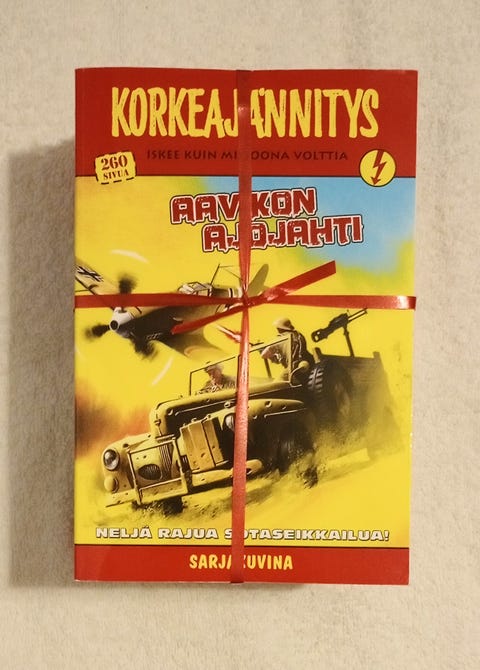 KORKEAJÄNNITYS
ISKEE KUIN MILJOONA VOLTTIA
260
SIVUA
AAVIKON
AJOJAHTI
NELJÄ RAJUA SOTASEIKKAILUA!
SARJAKUVINA